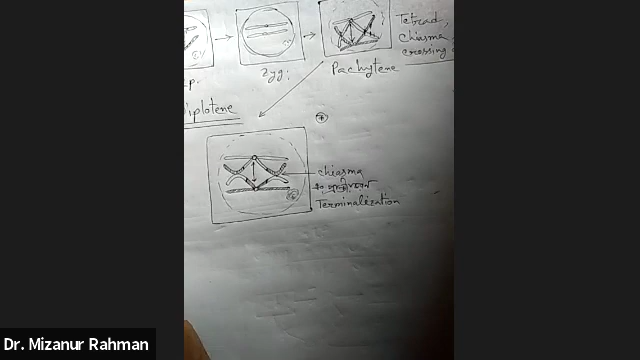 Tetrad,
chiasma
crossing
zyg:
Pachytene
Diplotene
chiasma
Terminalization
Dr. Mizanur Rahman